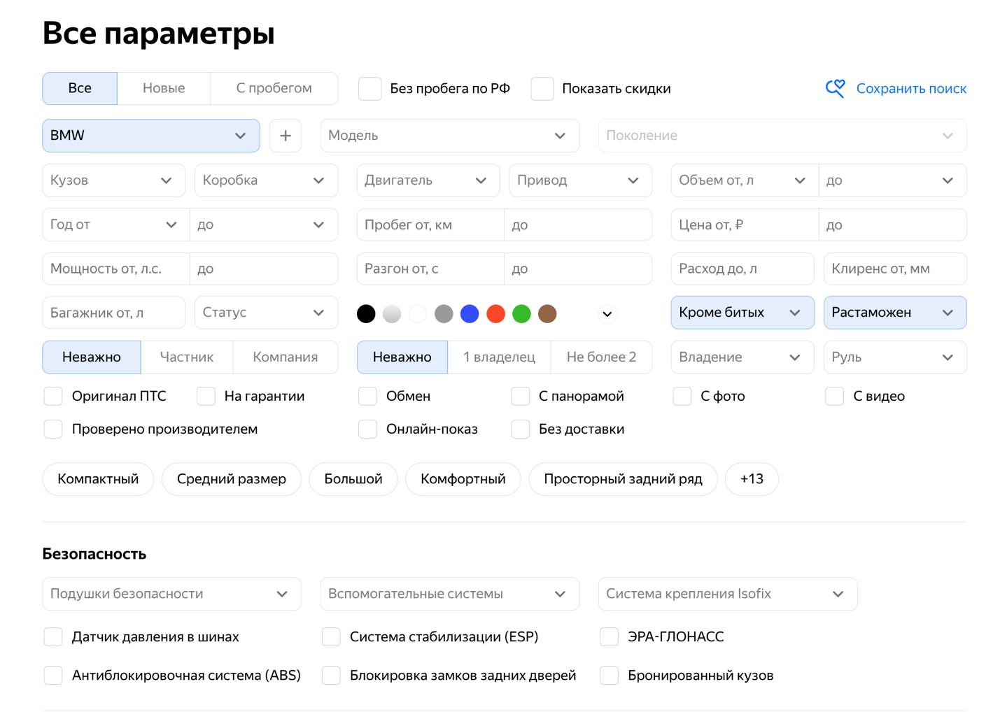 Все параметры
Все Новые С пробегом Без пробега по РФ Показать скидки Сохранить поиск
BMW + Модель Поколение
Кузов Коробка Двигатель Привод Объем от, л до
Год от до Пробег от, км до Цена от, ₽ до
Мощность от, л.с. до Разгон от, с до Расход до, л Клиренс от, мм
Багажник от, л Статус Кроме битых Растаможен
Неважно Частник Компания Неважно 1 владелец Не более 2 Владение Руль
Оригинал ПТС На гарантии Обмен С панорамой С фото С видео
Проверено производителем Онлайн-показ Без доставки
Компактный Средний размер Большой Комфортный Просторный задний ряд +13
Безопасность
Подушки безопасности Вспомогательные системы Система крепления Isofix
Датчик давления в шинах Система стабилизации (ESP) ЭРА-ГЛОНАСС
Антиблокировочная система (ABS) Блокировка замков задних дверей Бронированный кузов